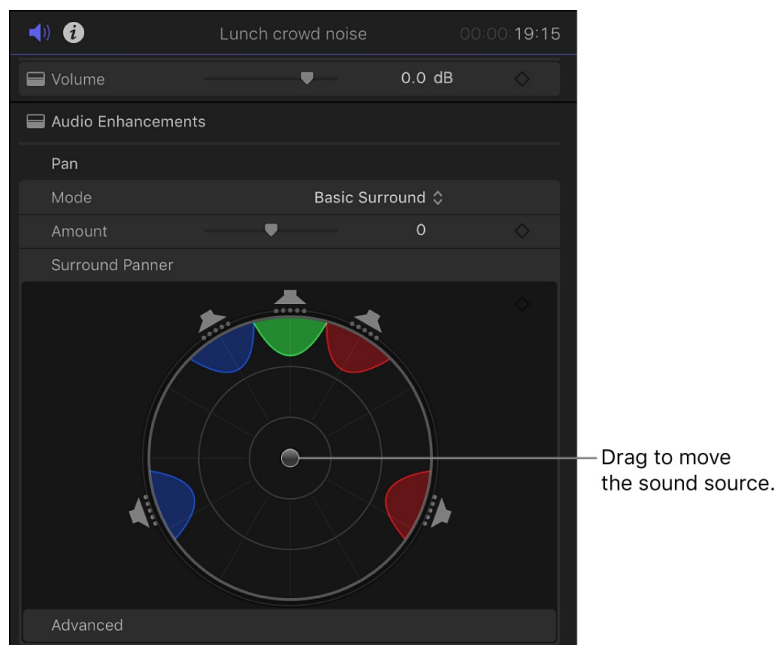 Lunch crowd noise 00:00:19:15
Volume 0.0 dB
Audio Enhancements
Pan
Mode Basic Surround
Amount 0
Surround Panner
Drag to move
the sound source.
Advanced